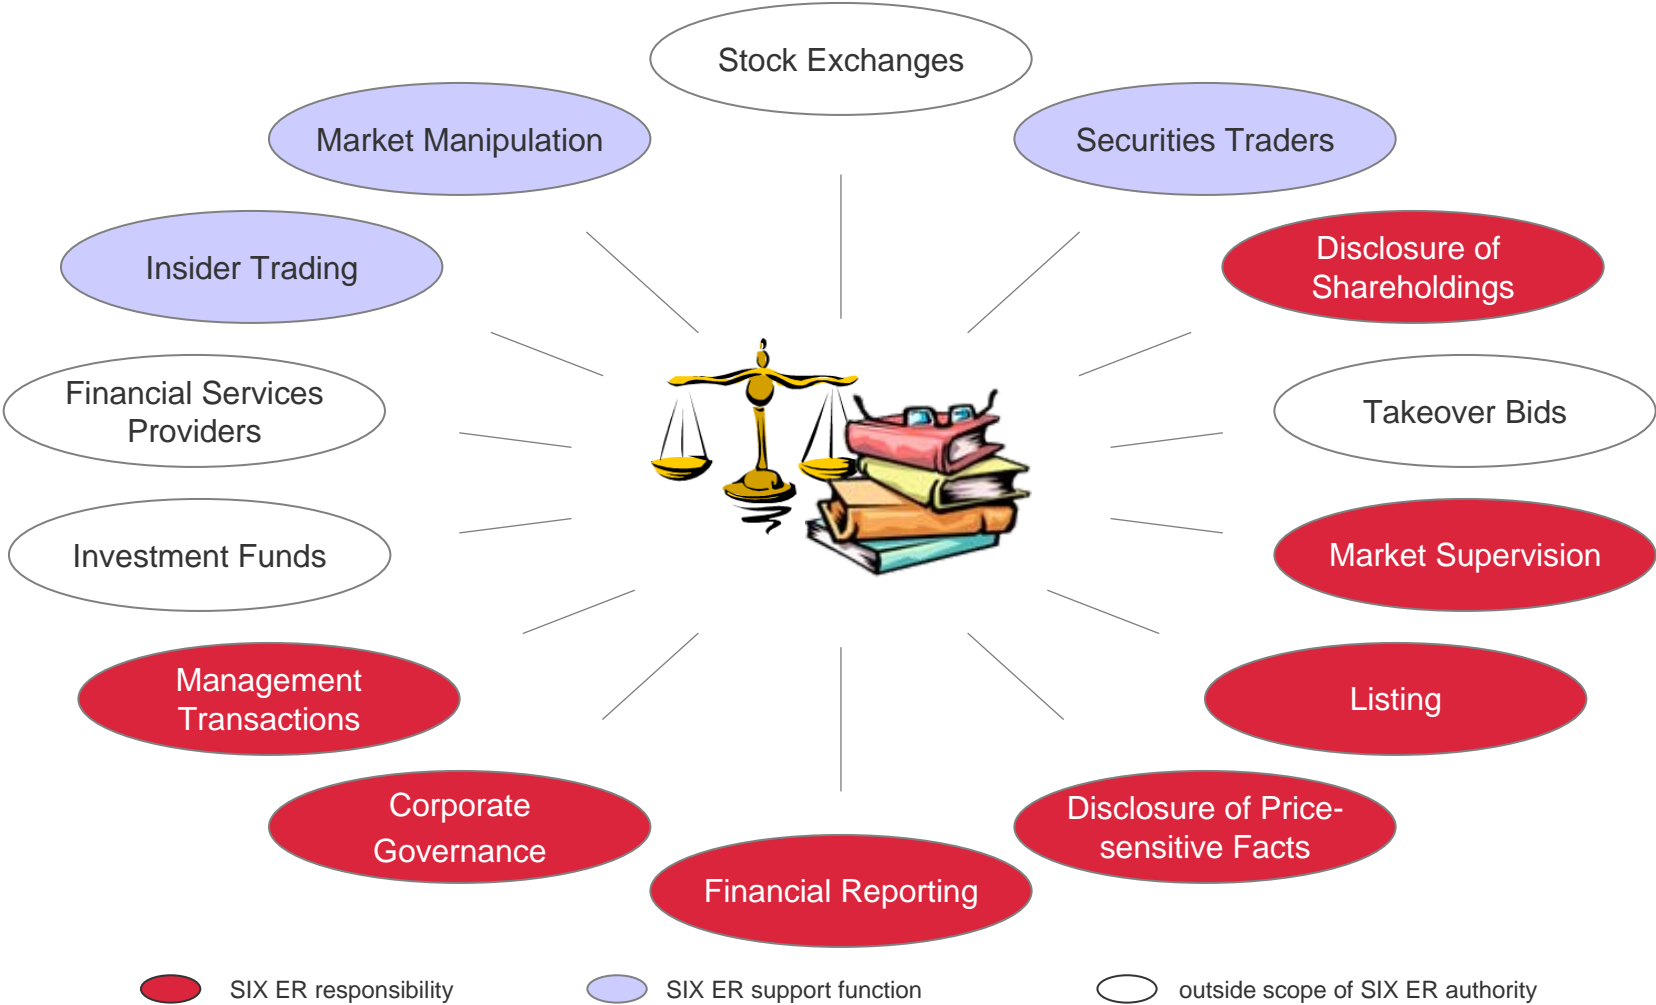 Stock Exchanges
Market Manipulation
Securities Traders
Insider Trading
Disclosure of
Shareholdings
Financial Services
Providers
Takeover Bids
Investment Funds
Market Supervision
Management
Transactions
Listing
Corporate
Governance
Disclosure of Price-
sensitive Facts
Financial Reporting
SIX ER responsibility
SIX ER support function
outside scope of SIX ER authority